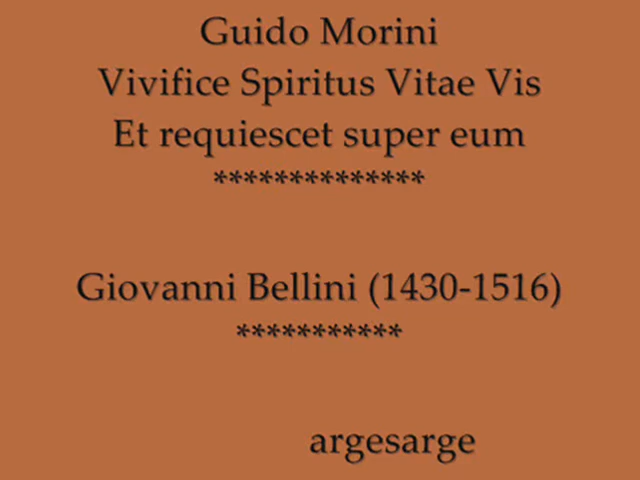 Guido Morini
Vivifice Spiritus Vitae Vis
Et requiescet super eum
**************
Giovanni Bellini (1430-1516)
***********
argesarge